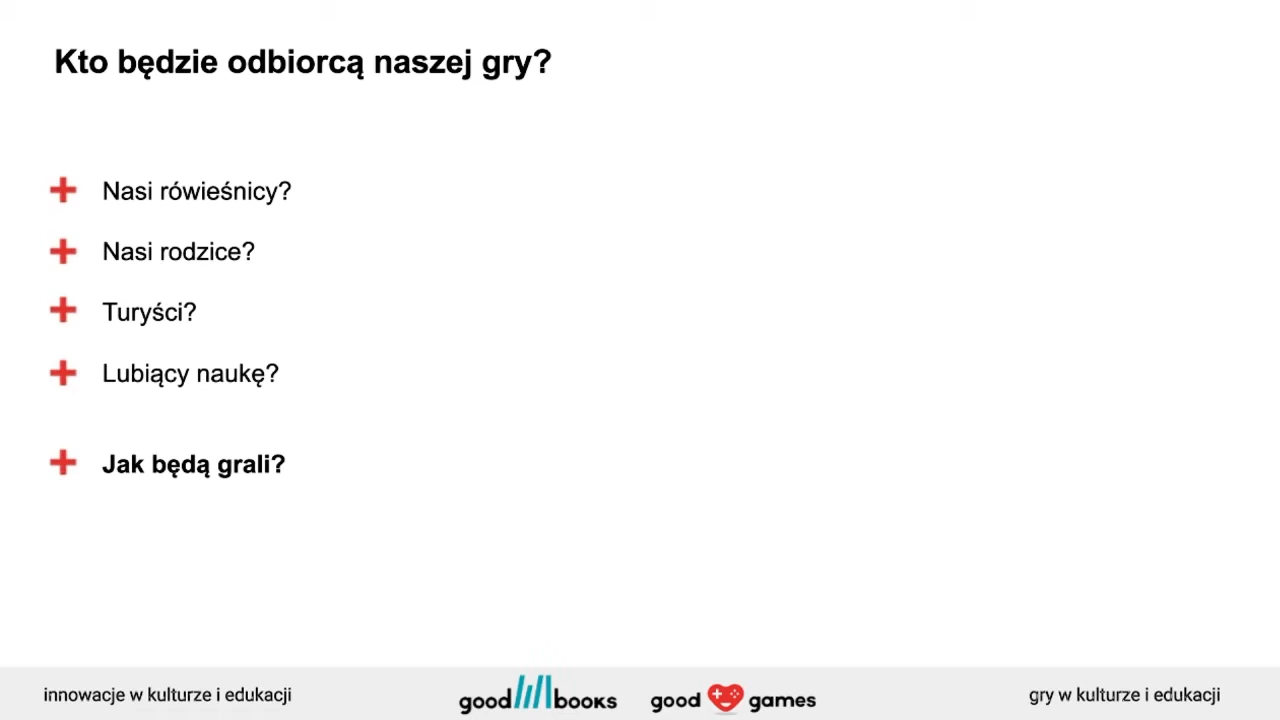 Kto będzie odbiorcą naszej gry?
Nasi rówieśnicy?
Nasi rodzice?
Turyści?
Lubiący naukę?
Jak będą grali?
innowacje w kulturze i edukacji
good books
good games
gry w kulturze i edukacji